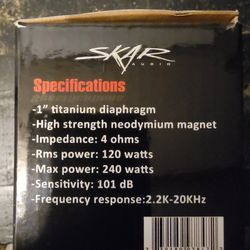 SKAR
AUDIO
Specifications
-1” titanium diaphragm
-High strength neodymium magnet
-Impedance: 4 ohms
-Rms power: 120 watts
-Max power: 240 watts
-Sensitivity: 101 dB
-Frequency response:2.2K-20KHz